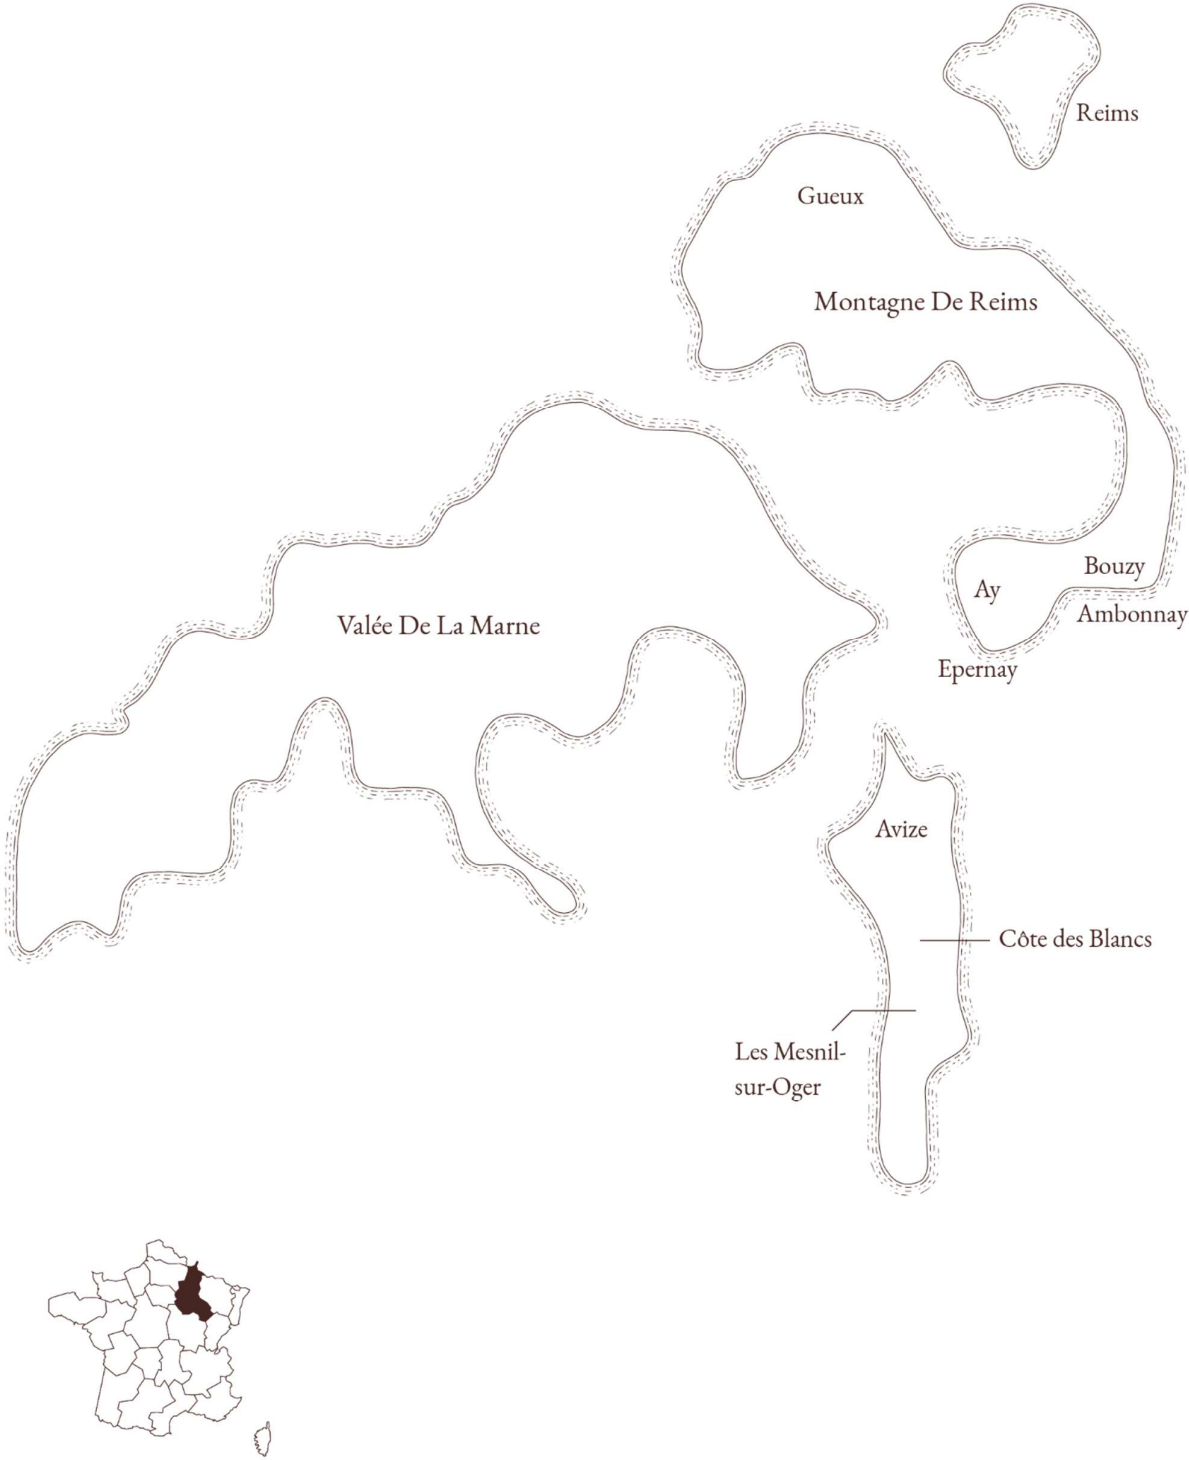 Reims
Gueux
Montagne De Reims
Bouzy
Ay
Ambonnay
Valée De La Marne
Epernay
Avize
Côte des Blancs
Les Mesnil-
sur-Oger